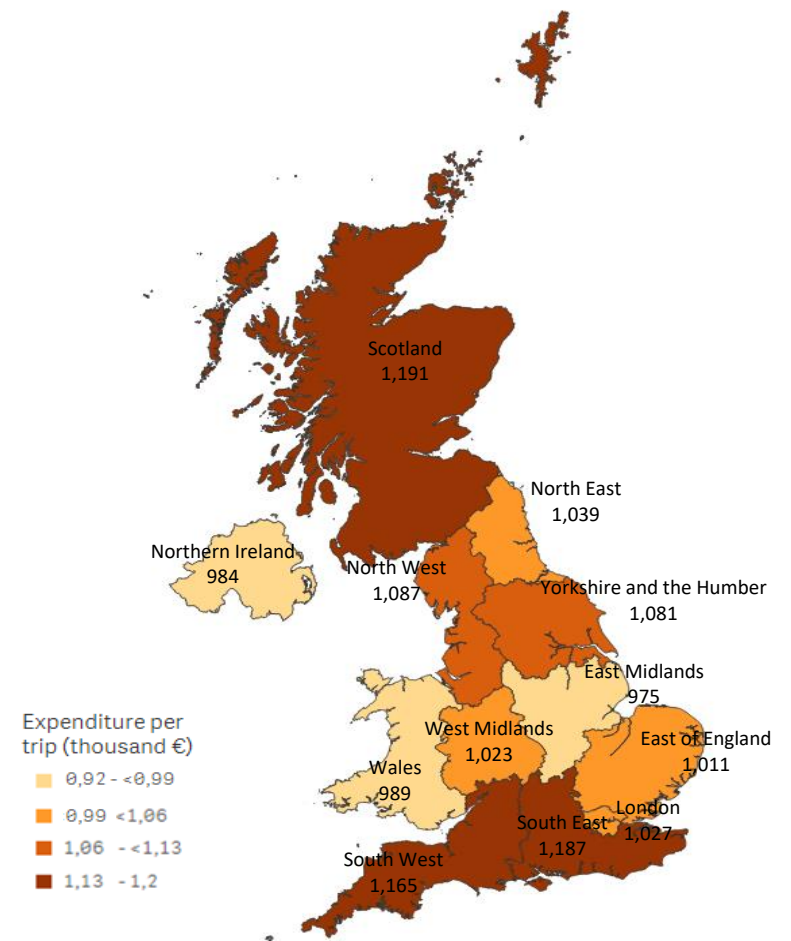 Scotland
1,191
North East
1,039
Northern Ireland
984
North West
1,087
Yorkshire and the Humber
1,081
East Midlands
975
West Midlands
1,023
East of England
1,011
Wales
989
London
1,027
South East
1,187
South West
1,165
Expenditure per
trip (thousand €)
0,92 - <0,99
0,99 <1,06
1,06 - <1,13
1,13 - 1,2